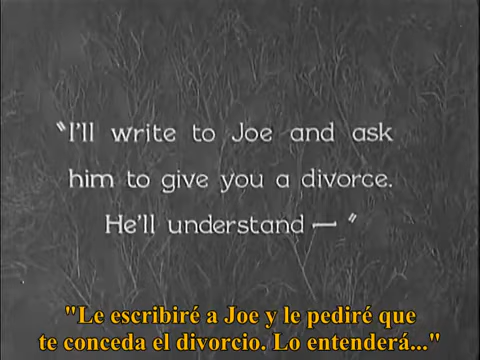 "I'll write to Joe and ask
him to give you a divorce.
He'll understand — "
"Le escribiré a Joe y le pediré que
te conceda el divorcio. Lo entenderá..."